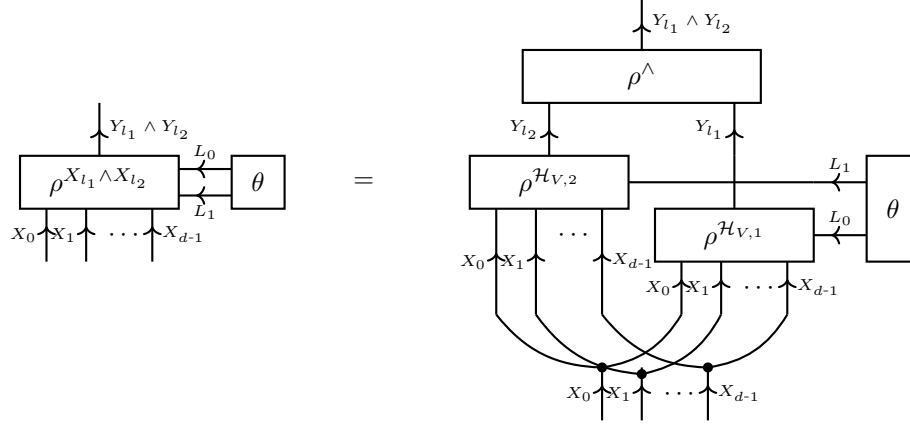 Y_{l_1} ∧ Y_{l_2}
ρ^∧
Y_{l_1} ∧ Y_{l_2} Y_{l_2} Y_{l_1}
L_0 L_1
ρ^{X_{l_1} ∧ X_{l_2}} θ = ρ^{\mathcal{H}_{V,2}}
L_1 L_0 θ
X_0 X_1 ... X_{d-1} ... ρ^{\mathcal{H}_{V,1}}
X_0 X_1 X_{d-1} X_0 X_1 ... X_{d-1}
X_0 X_1 ... X_{d-1}